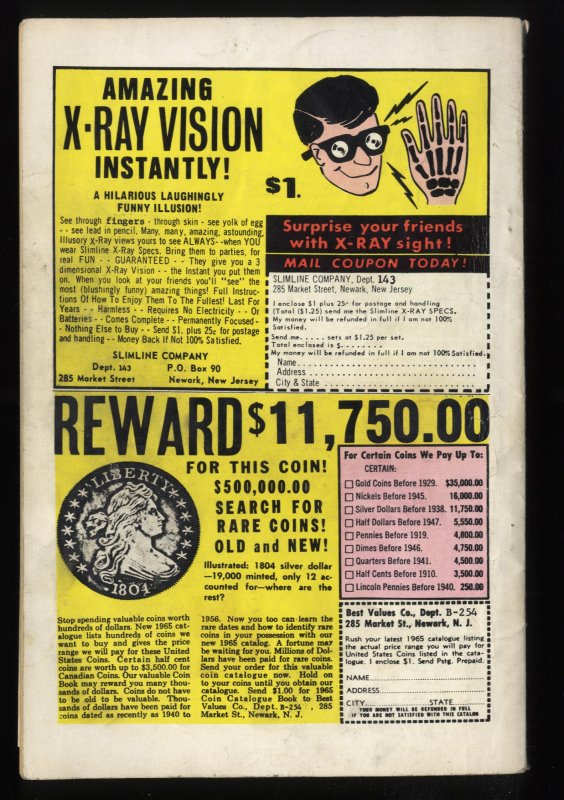 AMAZING
X-RAY VISION
INSTANTLY!
A HILARIOUS LAUGHINGLY
FUNNY ILLUSION!
See through fingers - through skin - see yolk of egg
-- see lead in pencil. Many, many, amazing, astounding,
Illusory X-Ray views yours to see ALWAYS--when YOU
wear Slimline X-Ray Specs. Bring them to parties, for
real FUN -- GUARANTEED -- They give you a 3
dimensional X-Ray Vision -- the Instant you put them
on. When you look at your friends you'll "see" the
most (blushingly funny) amazing things! Full Instruc-
tions Of How To Enjoy Them To The Fullest! Last For
Years -- Harmless -- Requires No Electricity -- Or
Batteries -- Comes Complete -- Permanently Focused-
-Nothing Else to Buy -- Send $1. plus 25¢ for postage
and handling -- Money Back If Not 100% Satisfied.
SLIMLINE COMPANY
Dept. 143 P.O. Box 90
285 Market Street Newark, New Jersey
$1.
Surprise your friends
with X-RAY sight!
MAIL COUPON TODAY!
SLIMLINE COMPANY, Dept. 143
285 Market Street, Newark, New Jersey
I enclose $1 plus 25¢ for postage and handling
(Total ($1.25) send me the Slimline X-RAY SPECS.
My money will be refunded in full if I am not 100%
Satisfied.
Send me..... sets at $1.25 per set.
Total enclosed is $.........
My money will be refunded in full if I am not 100% Satisfied.
Name
Address
City & State
REWARD $11,750.00
FOR THIS COIN!
$500,000.00
SEARCH FOR
RARE COINS!
OLD and NEW!
LIBERTY
1804
Illustrated: 1804 silver dollar
—19,000 minted, only 12 ac-
counted for—where are the
rest?
For Certain Coins We Pay Up To:
CERTAIN:
Gold Coins Before 1929. $35,000.00
Nickels Before 1945. 16,000.00
Silver Dollars Before 1938. 11,750.00
Half Dollars Before 1947. 5,550.00
Pennies Before 1919. 4,800.00
Dimes Before 1946. 4,750.00
Quarters Before 1941. 4,500.00
Half Cents Before 1910. 3,500.00
Lincoln Pennies Before 1940. 250.00
Stop spending valuable coins worth
hundreds of dollars. New 1965 cat-
alogue lists hundreds of coins we
want to buy and gives the price
range we will pay for these United
States Coins. Certain half cent
coins are worth up to $3,500.00 for
Canadian Coins. Our valuable Coin
Book may reward you many thou-
sands of dollars. Coins do not have
to be old to be valuable. Thou-
sands of dollars have been paid for
coins dated as recently as 1940 to
1956. Now you too can learn the
rare dates and how to identify rare
coins in your possession with our
new 1965 catalog. A fortune may
be waiting for you. Millions of Dol-
lars have been paid for rare coins.
Send your order for this valuable
coin catalogue now. Hold on
to your coins until you obtain our
catalogue. Send $1.00 for 1965
Coin Catalogue Book to Best
Values Co., Dept. B-254 , 285
Market St., Newark, N. J.
Best Values Co., Dept. B-254
285 Market St., Newark, N. J.
Rush your latest 1965 catalogue listing
the actual price range you will pay for
United States Coins listed in the cata-
logue. I enclose $1. Send Pstg. Prepaid.
NAME
ADDRESS
CITY STATE
YOUR MONEY WILL BE REFUNDED IN FULL
IF YOU ARE NOT SATISFIED WITH THIS CATALOG